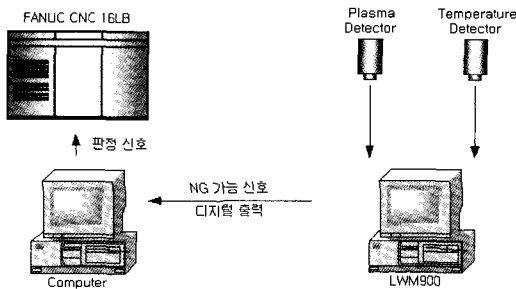 FANUC CNC 16LB
Plasma
Detector
Temperature
Detector
판정 신호
NG 가능 신호
디지털 출력
Computer
LWM900